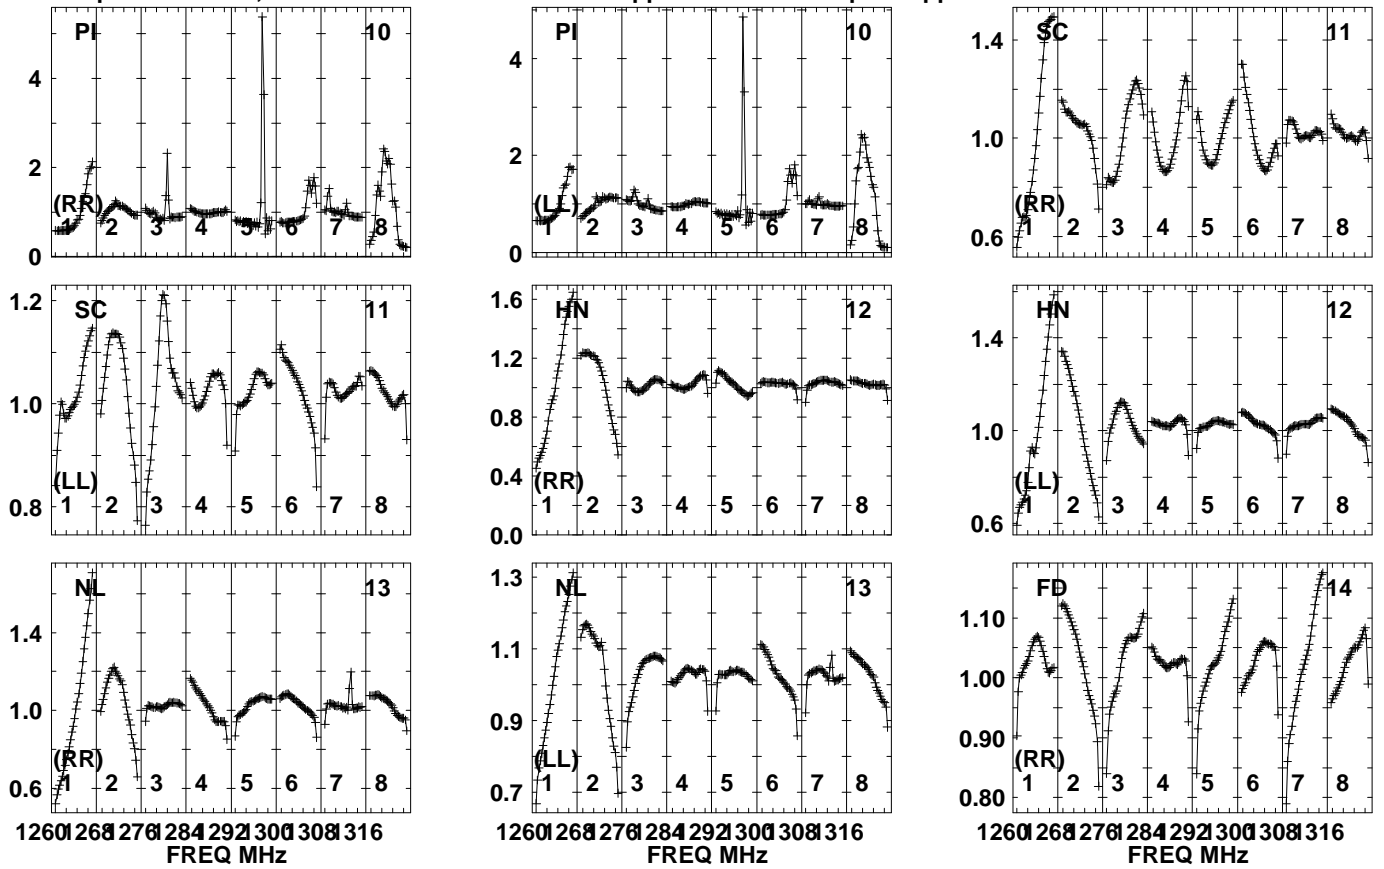 PI 10
4
2
(RR)
1 2 3 4 5 6 7 8
0
PI 10
4
2
(LL)
1 2 3 4 5 6 7 8
0
SC 11
1.4
1.0
(RR)
1 2 3 4 5 6 7 8
0.6
SC 11
1.2
1.0
(LL)
1 2 3 4 5 6 7 8
0.8
HN 12
1.6
1.2
1.0
0.8
0.4
(RR)
1 2 3 4 5 6 7 8
0.0
HN 12
1.4
1.0
(LL)
1 2 3 4 5 6 7 8
0.6
NL 13
1.4
1.0
(RR)
1 2 3 4 5 6 7 8
0.6
1260 1268 1276 1284 1292 1300 1308 1316
FREQ MHz
NL 13
1.3
1.1
0.9
(LL)
1 2 3 4 5 6 7 8
0.7
1260 1268 1276 1284 1292 1300 1308 1316
FREQ MHz
FD 14
1.10
1.00
0.90
(RR)
1 2 3 4 5 6 7 8
0.80
1260 1268 1276 1284 1292 1300 1308 1316
FREQ MHz